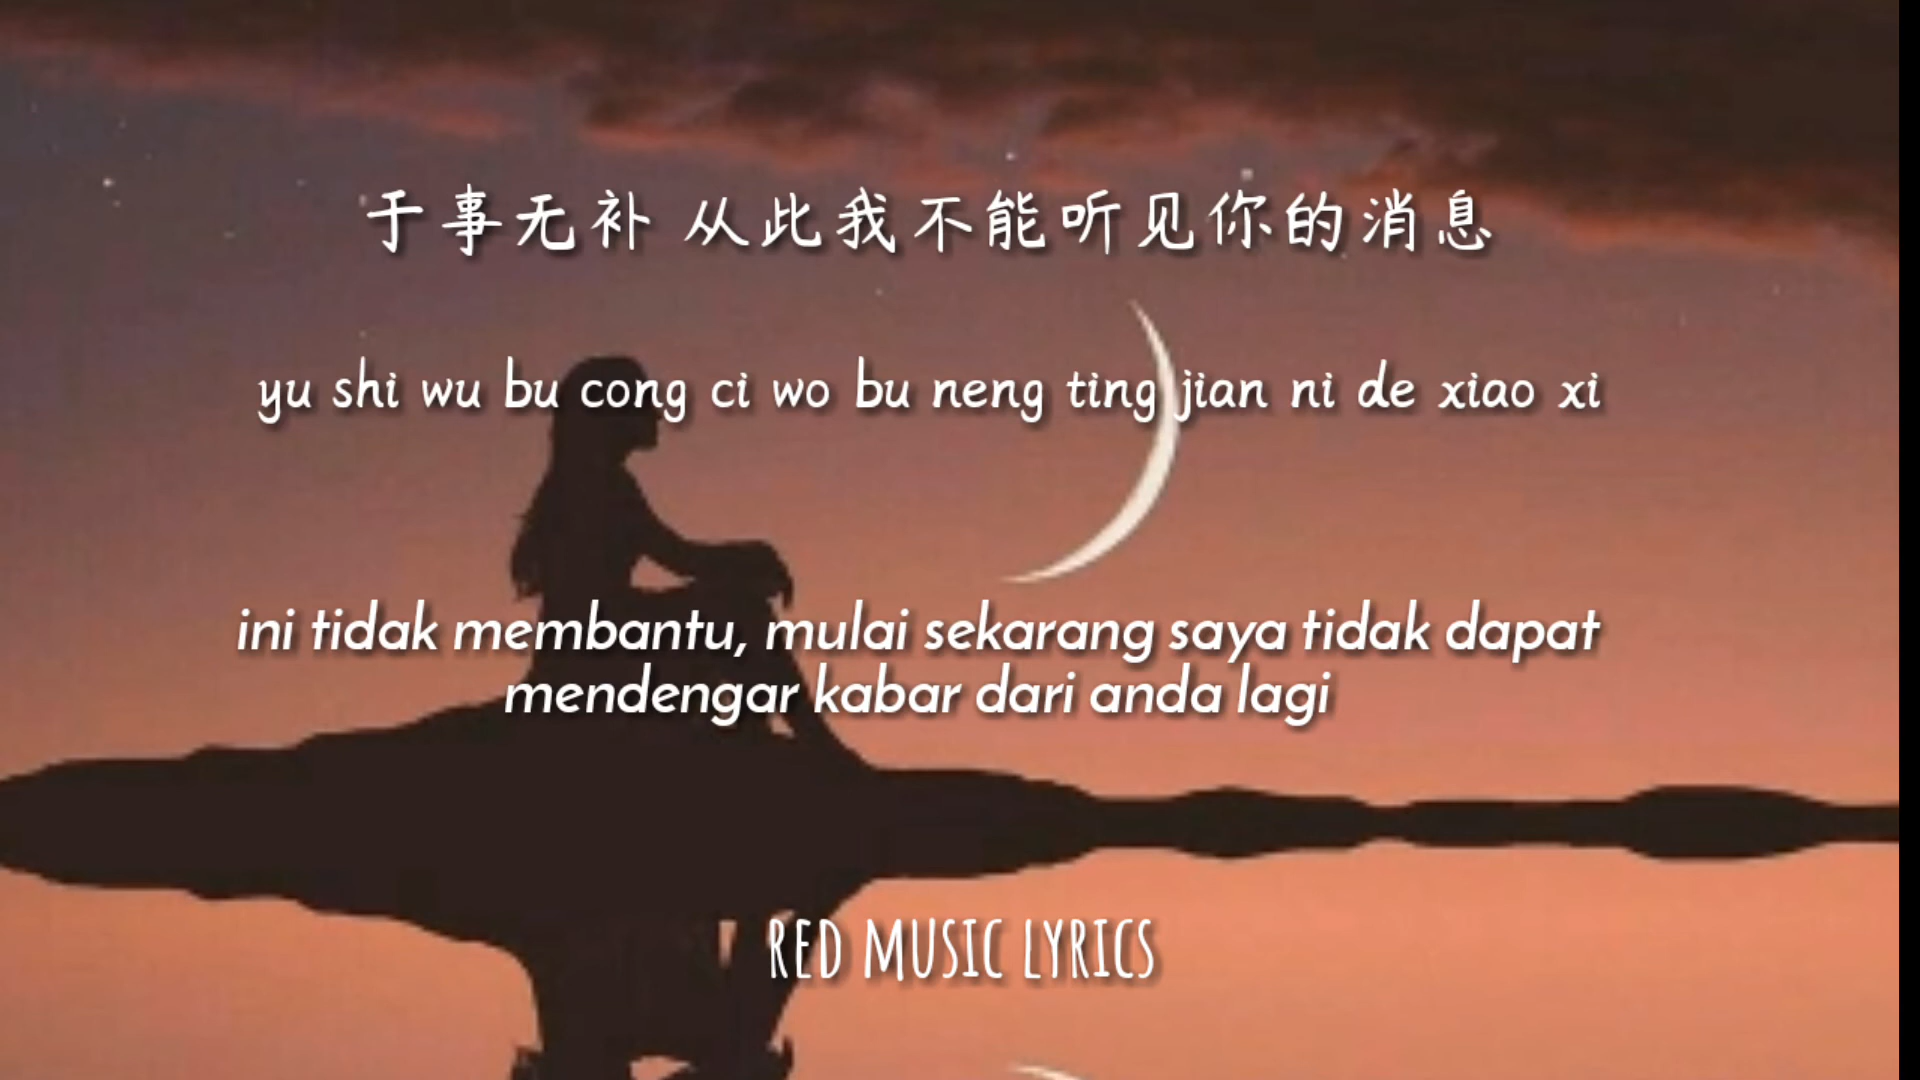 于事无补 从此我不能听见你的消息
yu shi wu bu cong ci wo bu neng ting jian ni de xiao xi
ini tidak membantu, mulai sekarang saya tidak dapat
mendengar kabar dari anda lagi
RED MUSIC LYRICS